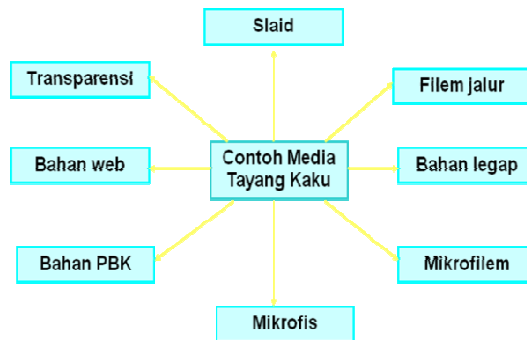 Slaid
Transparensi
Filem jalur
Bahan web
Contoh Media
Tayang Kaku
Bahan legap
Bahan PBK
Mikrofilem
Mikrofis